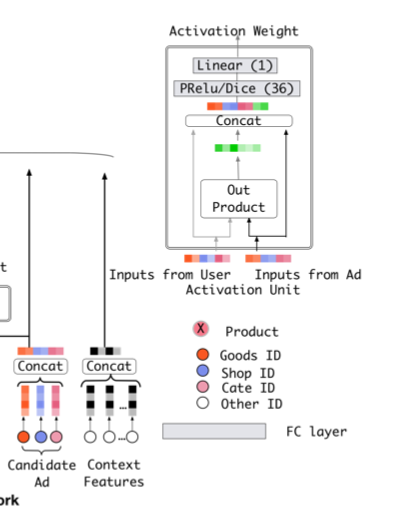 Activation Weight
Linear (1)
PRelu/Dice (36)
Concat
Out
Product
t
Inputs from User
Inputs from Ad
Activation Unit
X
Product
Goods ID
Shop ID
Cate ID
Other ID
FC layer
Concat
Concat
...
...
Candidate
Ad
Context
Features
ork